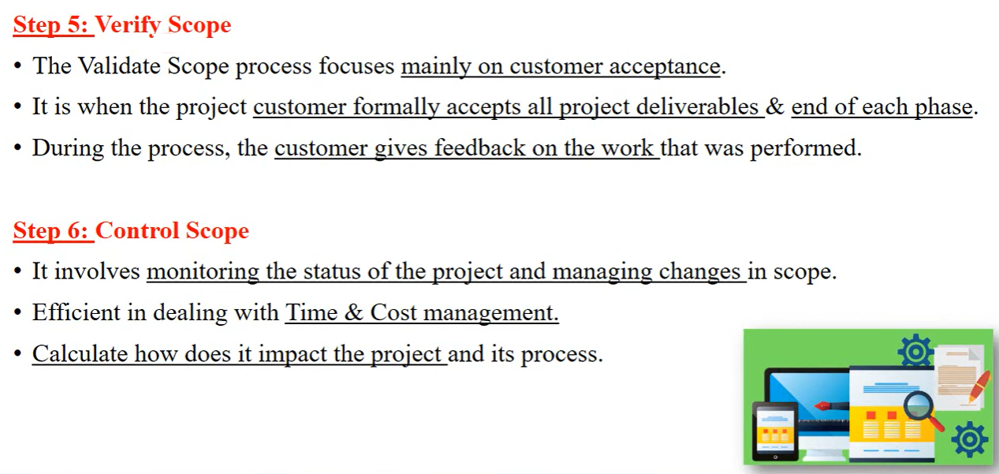 Step 5: Verify Scope
• The Validate Scope process focuses mainly on customer acceptance.
• It is when the project customer formally accepts all project deliverables & end of each phase.
• During the process, the customer gives feedback on the work that was performed.
Step 6: Control Scope
• It involves monitoring the status of the project and managing changes in scope.
• Efficient in dealing with Time & Cost management.
• Calculate how does it impact the project and its process.